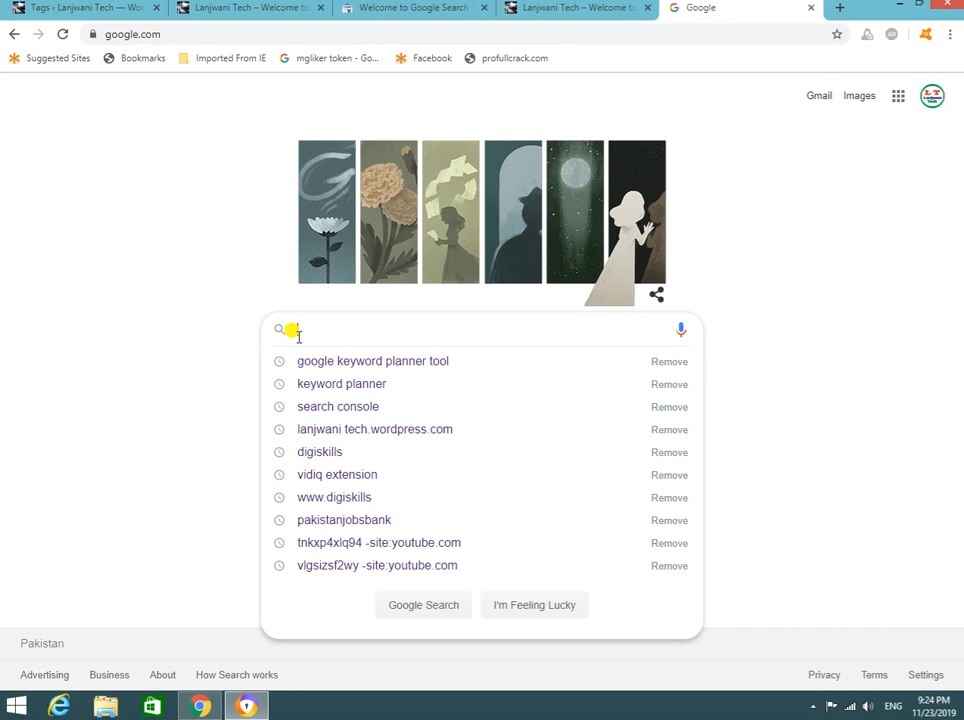 Tags ‹ Lanjwani Tech — Wor
Lanjwani Tech – Welcome to
Welcome to Google Search
Lanjwani Tech – Welcome to
Google
google.com
Suggested Sites
Bookmarks
Imported From IE
mgliker token - Go...
Facebook
profullcrack.com
Gmail
Images
LT
google keyword planner tool
Remove
keyword planner
Remove
search console
Remove
lanjwani tech.wordpress.com
Remove
digiskills
Remove
vidiq extension
Remove
www.digiskills
Remove
pakistanjobsbank
Remove
tnkxp4xlq94 -site:youtube.com
Remove
vlgsizsf2wy -site:youtube.com
Remove
Google Search
I'm Feeling Lucky
Pakistan
Advertising
Business
About
How Search works
Privacy
Terms
Settings
ENG
9:24 PM
11/23/2019